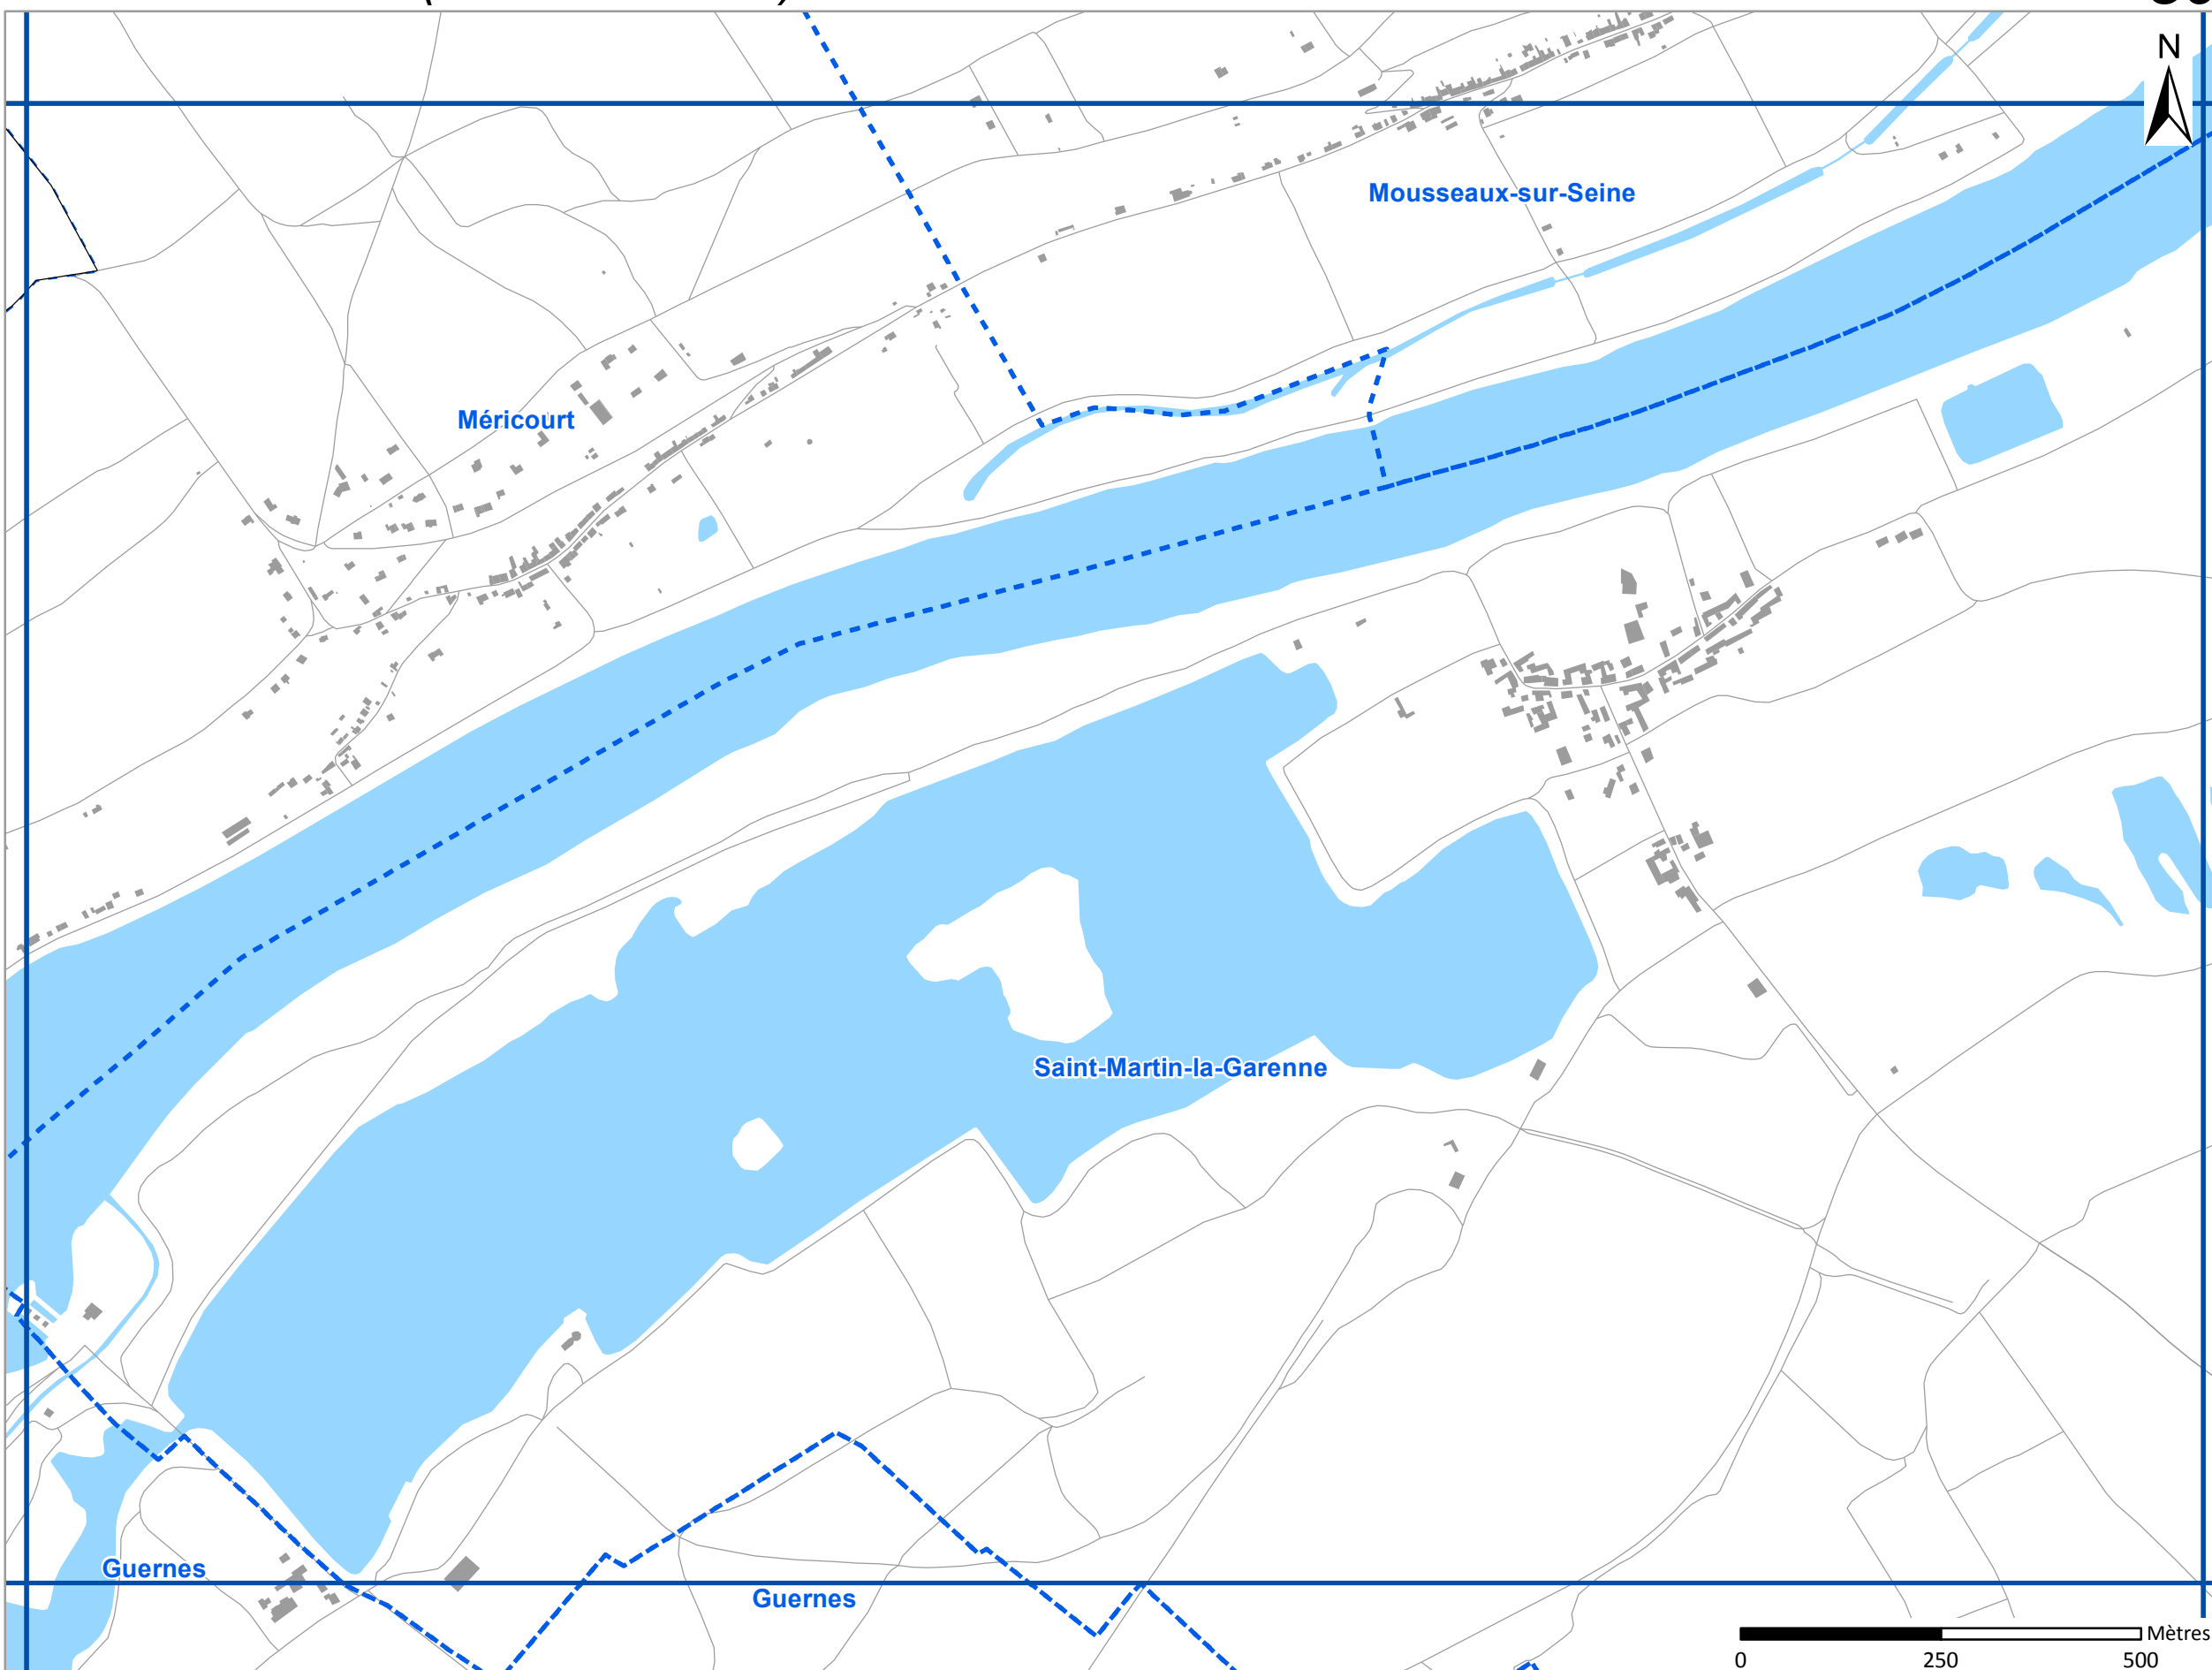 N
Mousseaux-sur-Seine
Méricourt
Saint-Martin-la-Garenne
Guernes
Guernes
Mètres
0 250 500